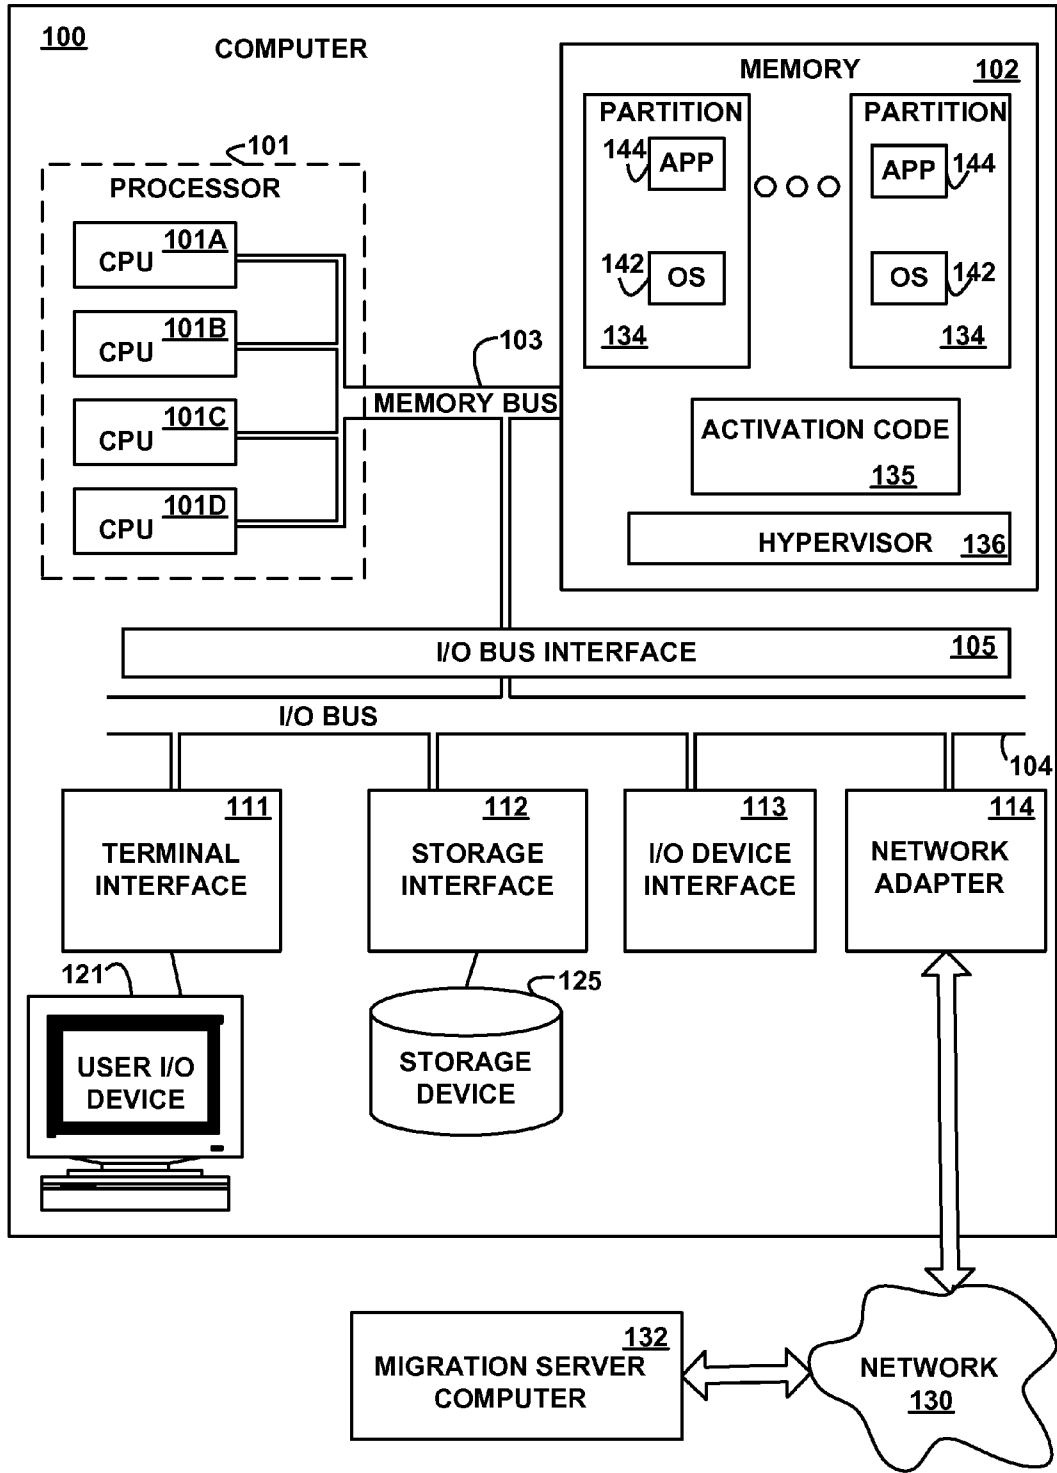 100
COMPUTER
MEMORY
102
PARTITION
144
APP
142
OS
134
PARTITION
APP
144
OS
142
134
ACTIVATION CODE
135
HYPERVISOR
136
101
PROCESSOR
CPU
101A
CPU
101B
CPU
101C
CPU
101D
103
MEMORY BUS
I/O BUS INTERFACE
105
I/O BUS
104
111
TERMINAL
INTERFACE
112
STORAGE
INTERFACE
113
I/O DEVICE
INTERFACE
114
NETWORK
ADAPTER
121
USER I/O
DEVICE
125
STORAGE
DEVICE
132
MIGRATION SERVER
COMPUTER
NETWORK
130